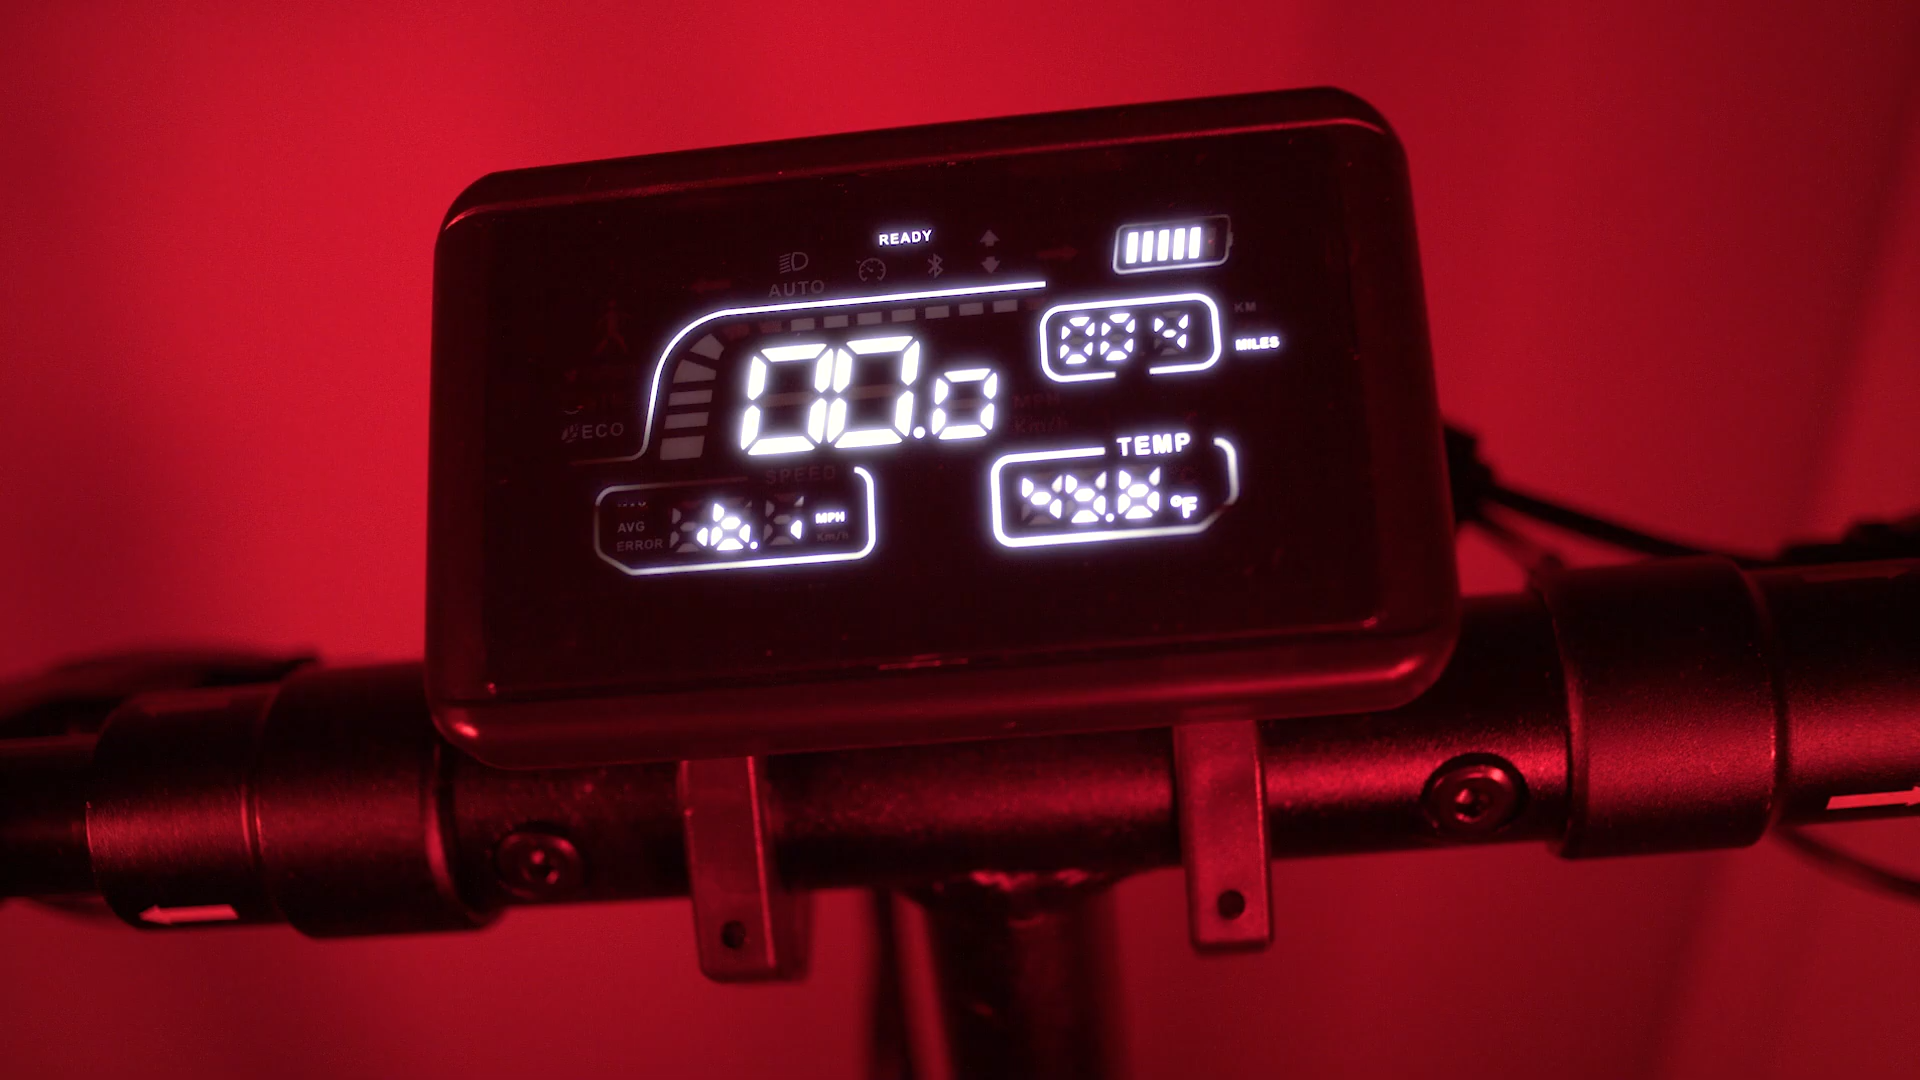 READY
AUTO
KM
MILES
00.0
MPH
Km/h
ECO
TEMP
SPEED
°F
AVG
MPH
Km/h
ERROR